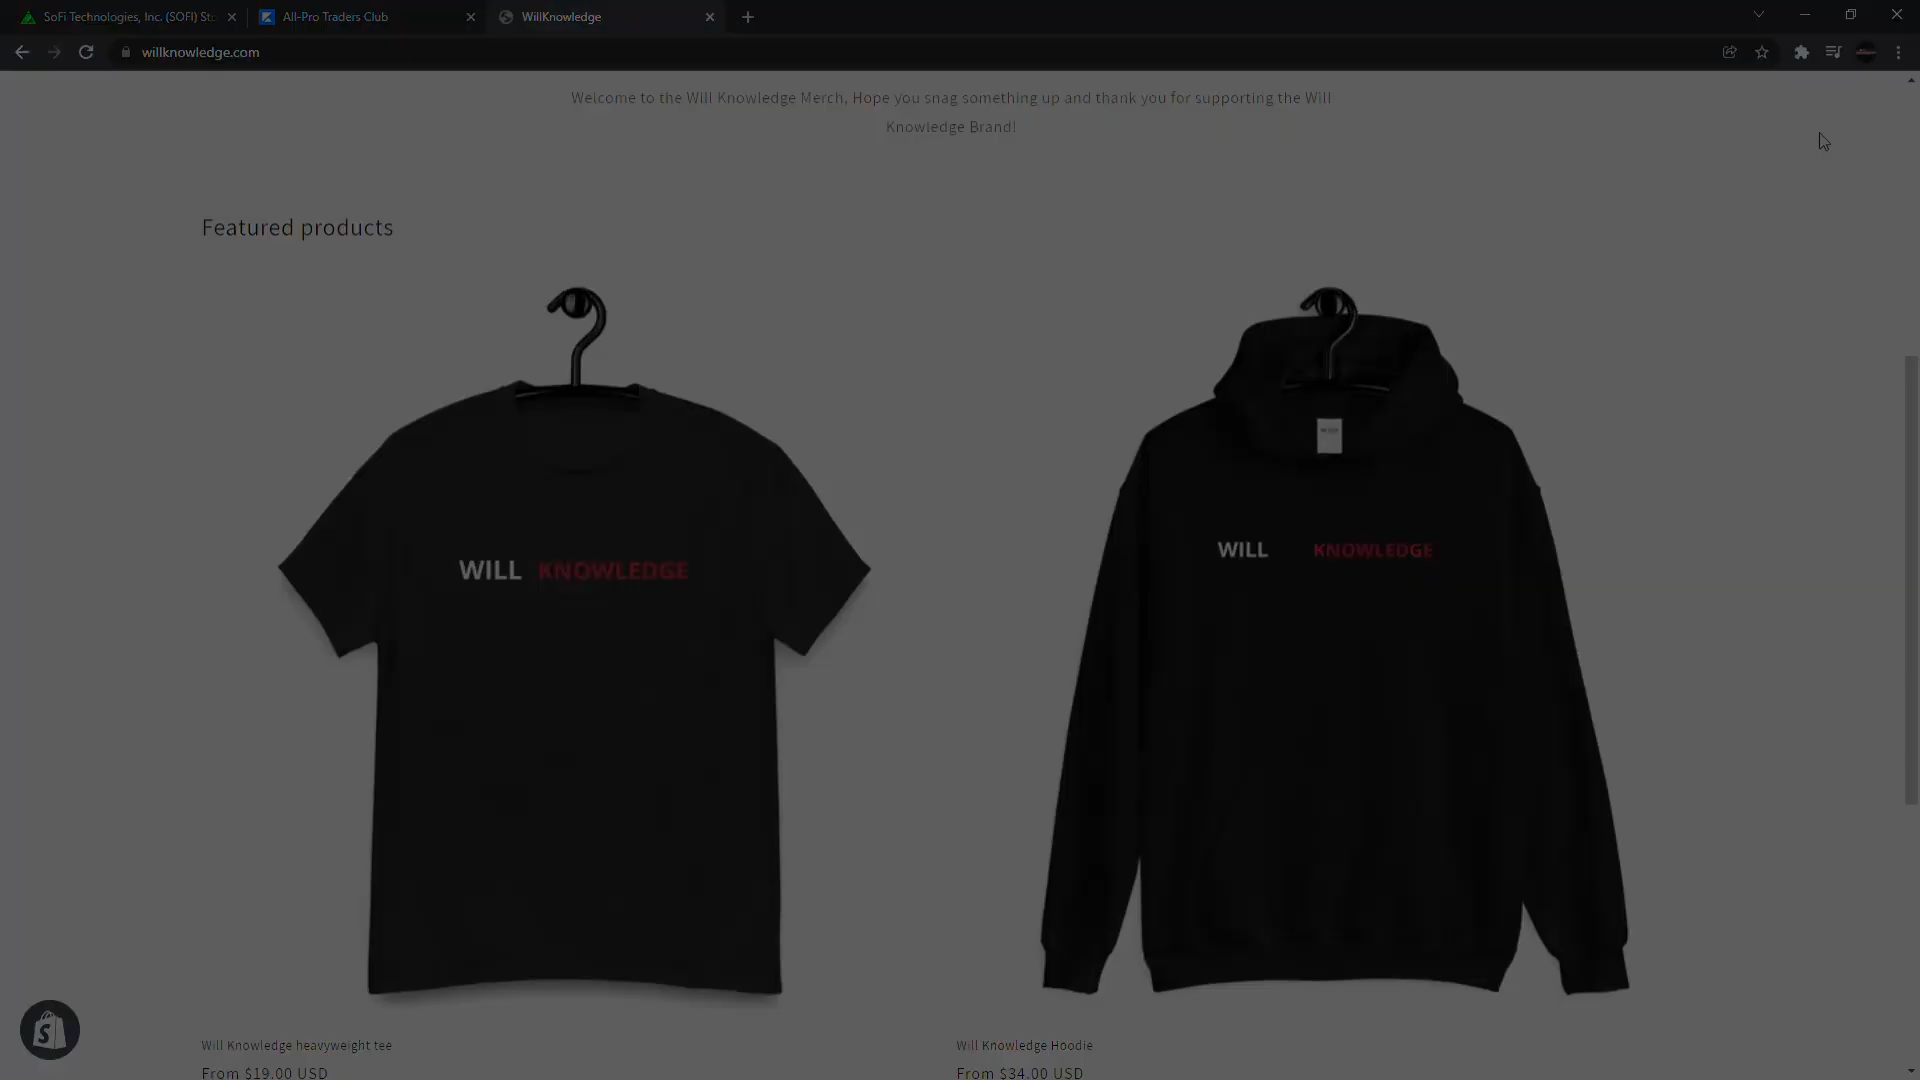 SoFi Technologies, Inc. (SOFI) St
All-Pro Traders Club
WillKnowledge
willknowledge.com
Welcome to the Will Knowledge Merch, Hope you snag something up and thank you for supporting the Will
Knowledge Brand!
Featured products
WILL KNOWLEDGE
WILL KNOWLEDGE
Will Knowledge heavyweight tee
Will Knowledge Hoodie
From $19.00 USD
From $34.00 USD